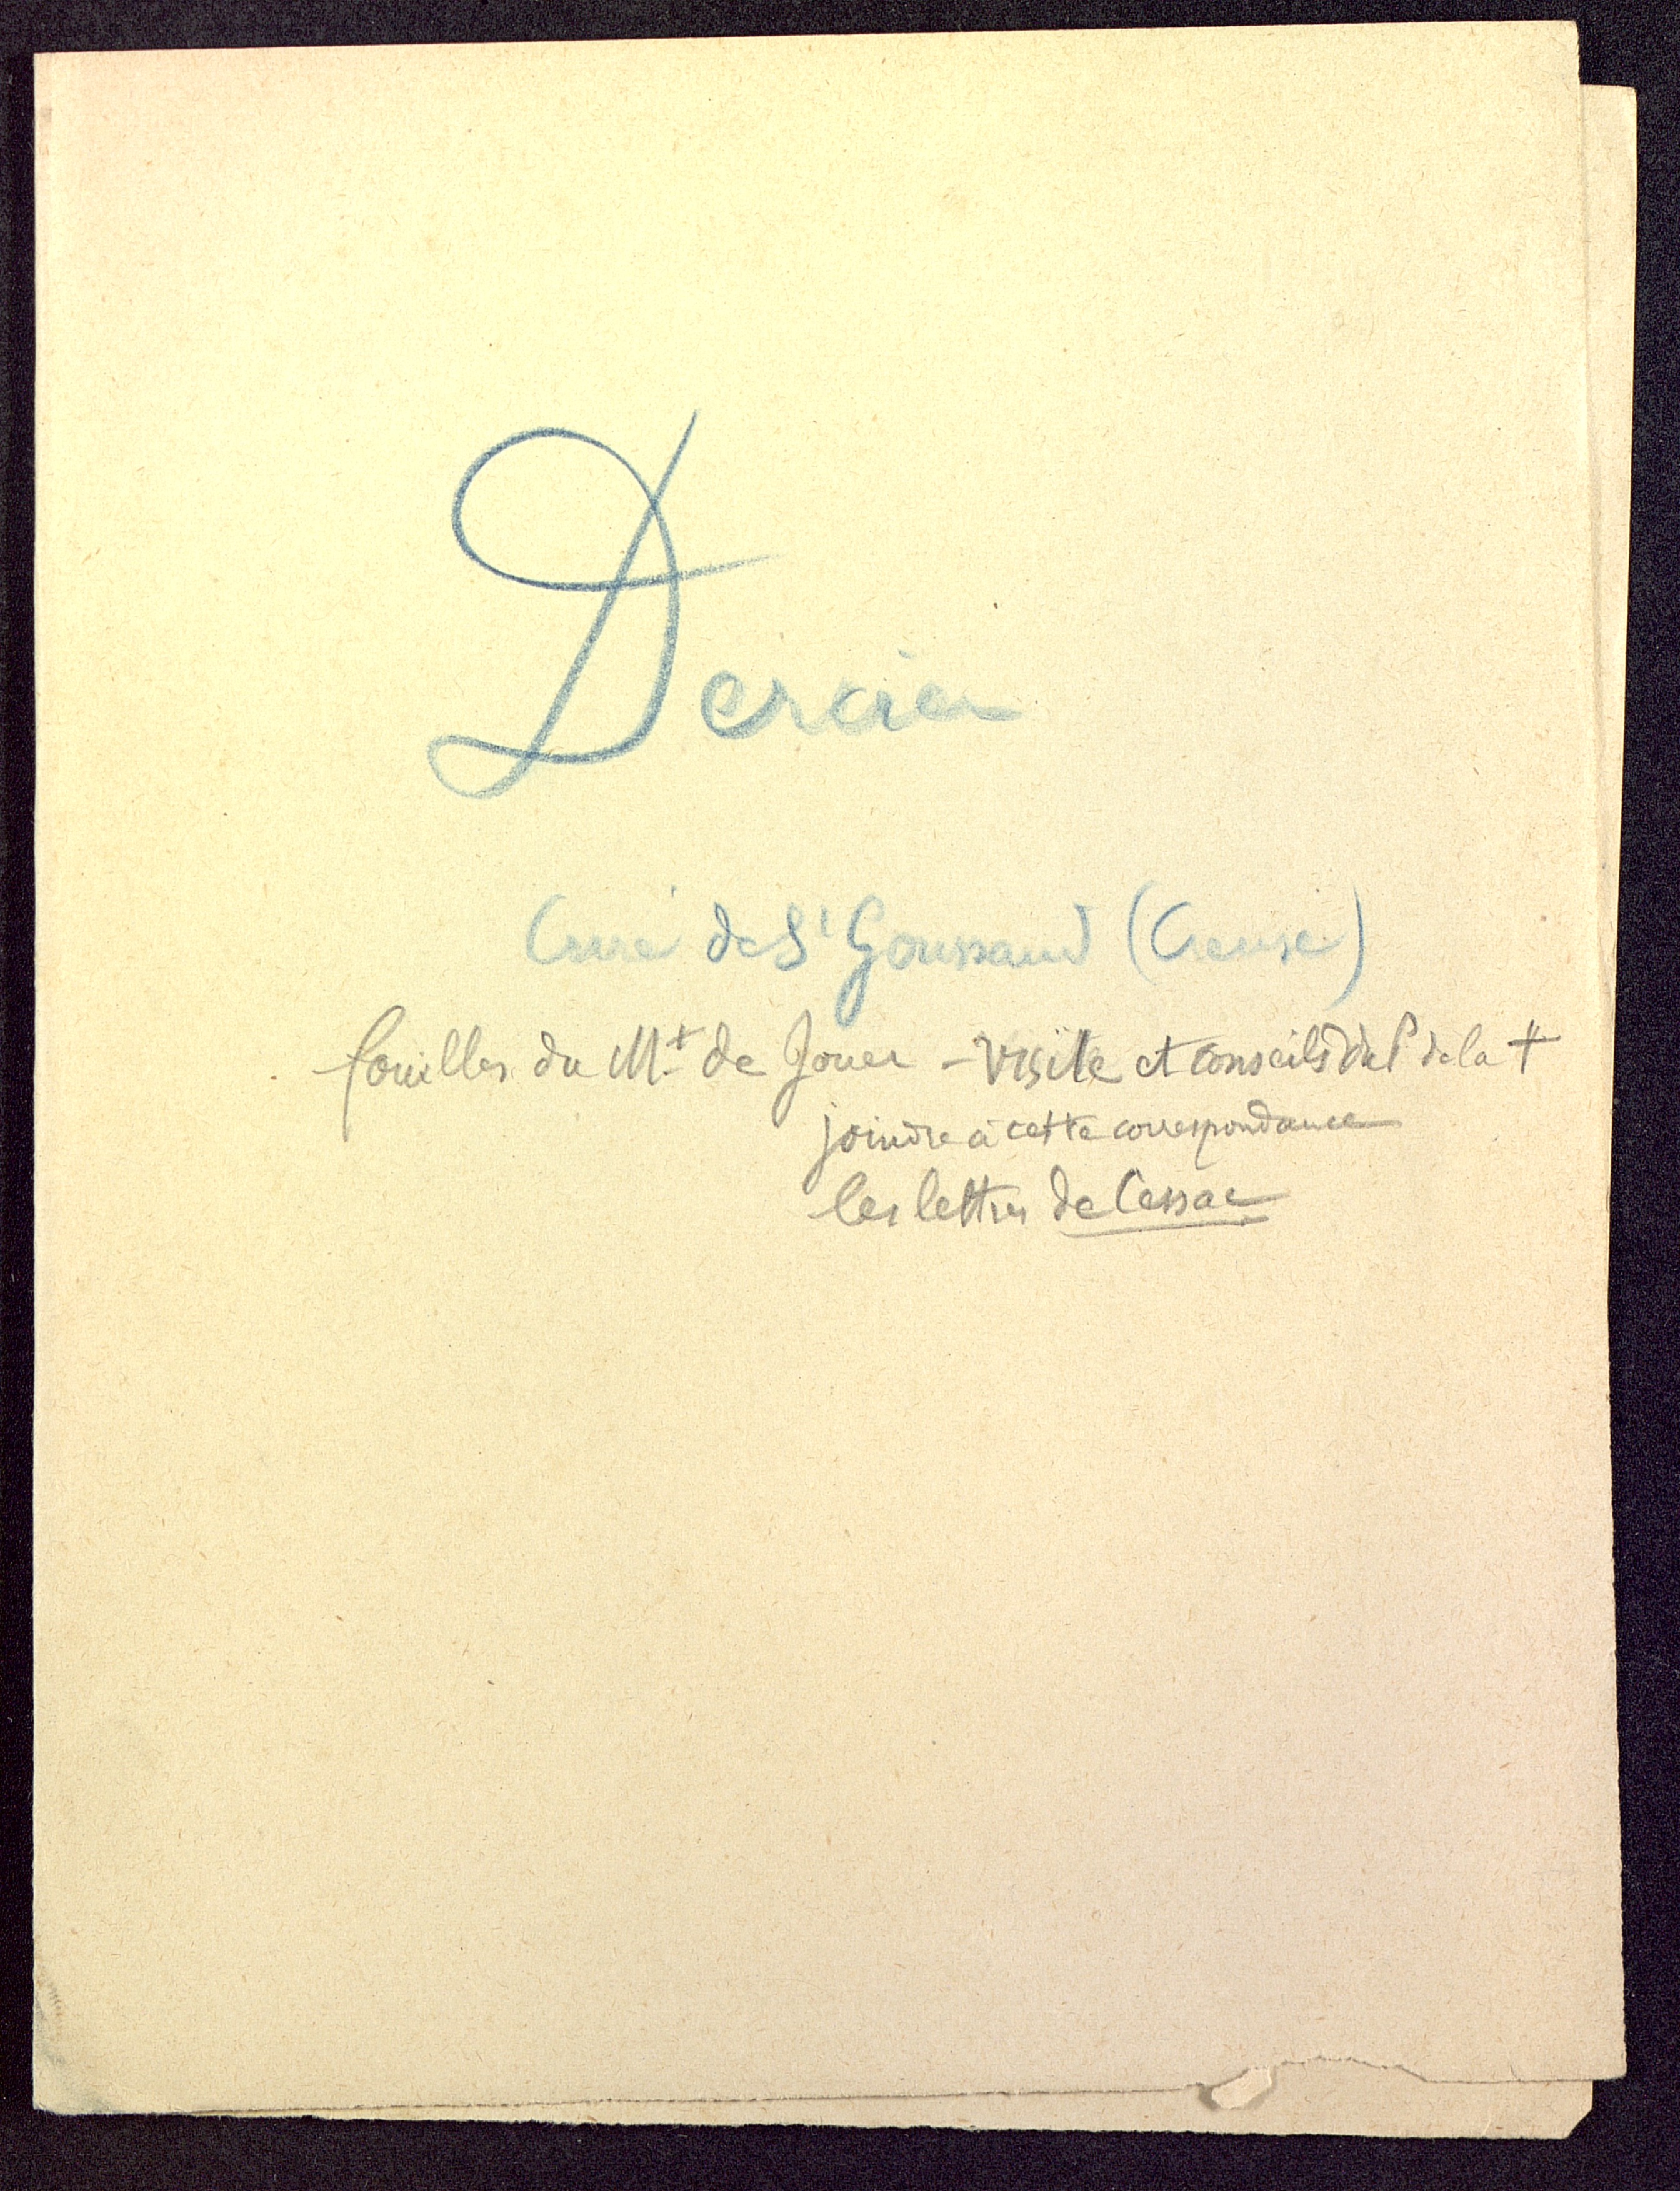 Dercier
Curé de St Goussaud (Creuse)
fouilles du Mt de Jouer - Visite et conseils du P de la +
joindre à cette correspondance
les lettres de Cessac